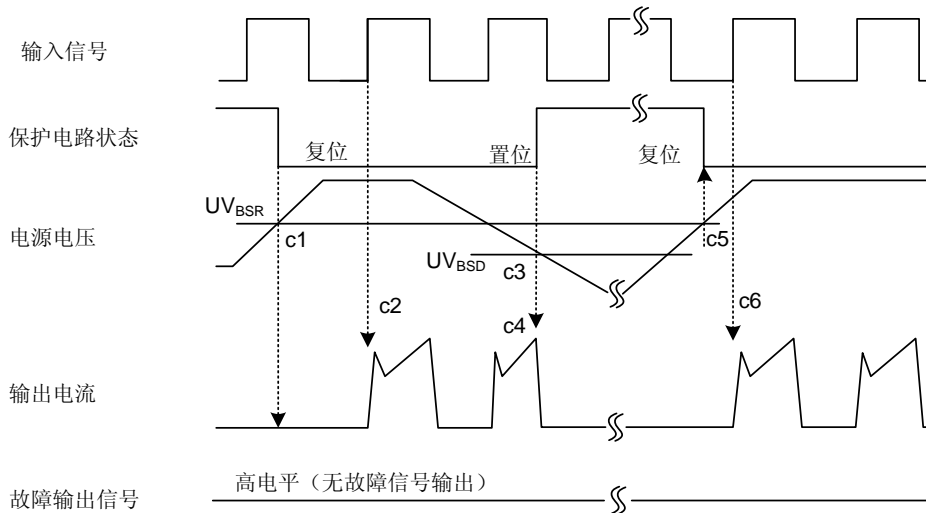 输入信号
保护电路状态
复位
置位
复位
UVBSR
电源电压
c1
c5
UVBSD
c3
c2
c4
c6
输出电流
高电平（无故障信号输出）
故障输出信号